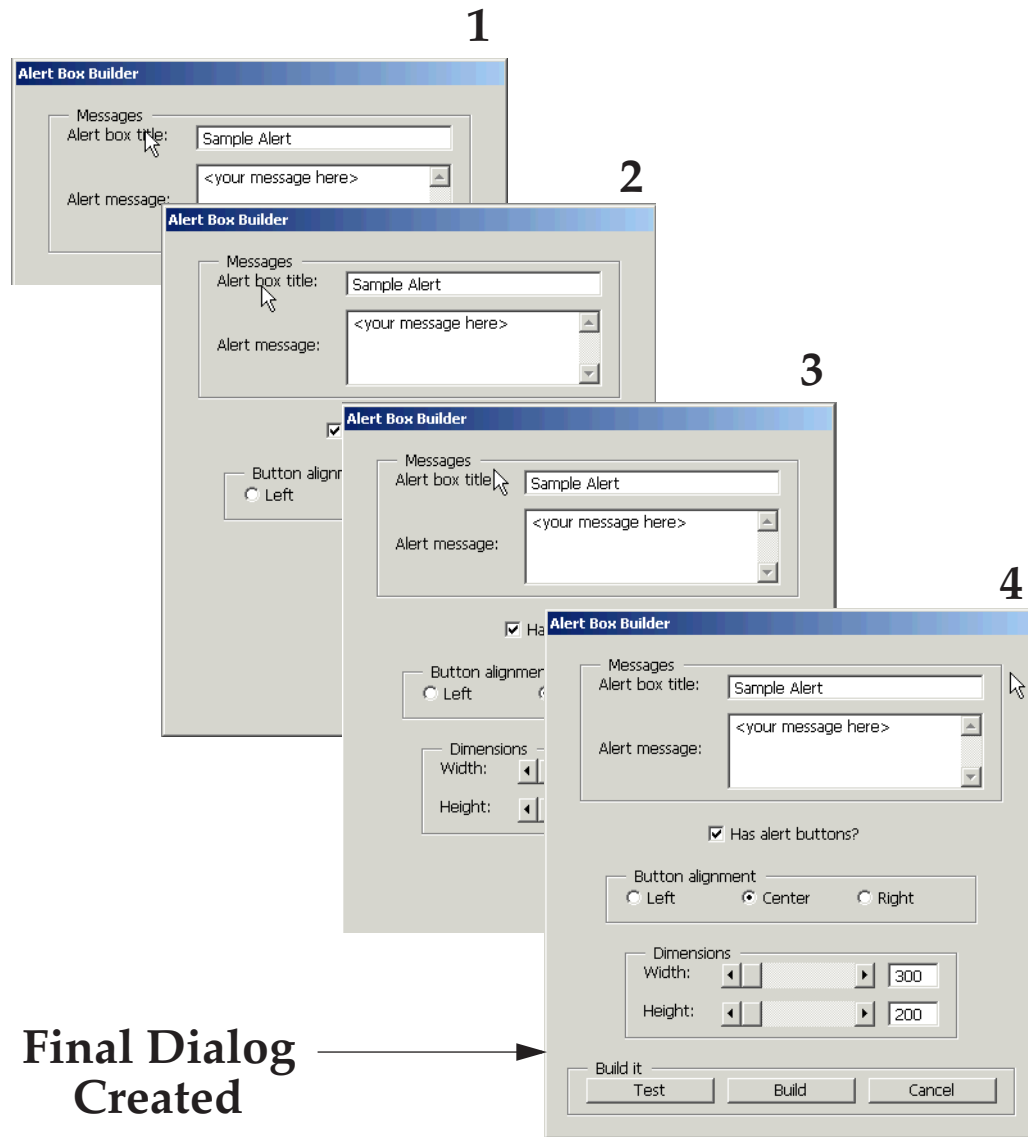 1
Alert Box Builder
Messages
Alert box title:
Sample Alert
<your message here>
Alert message:
2
Alert Box Builder
Messages
Alert box title:
Sample Alert
<your message here>
Alert message:
Button alignm
Left
3
Alert Box Builder
Messages
Alert box title
Sample Alert
<your message here>
Alert message:
Ha
Button alignmen
Left
Dimensions
Width:
Height:
4
Alert Box Builder
Messages
Alert box title:
Sample Alert
<your message here>
Alert message:
Has alert buttons?
Button alignment
Left Center Right
Dimensions
Width: 300
Height: 200
Build it
Test Build Cancel
Final Dialog
Created